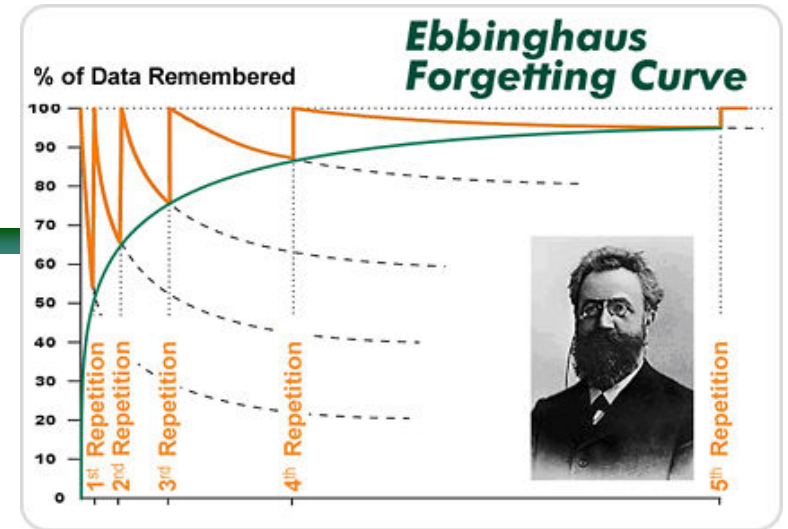 Ebbinghaus
Forgetting Curve
% of Data Remembered
100
90
80
70
60
50
40
30
20
10
0
1st Repetition
2nd Repetition
3rd Repetition
4th Repetition
5th Repetition